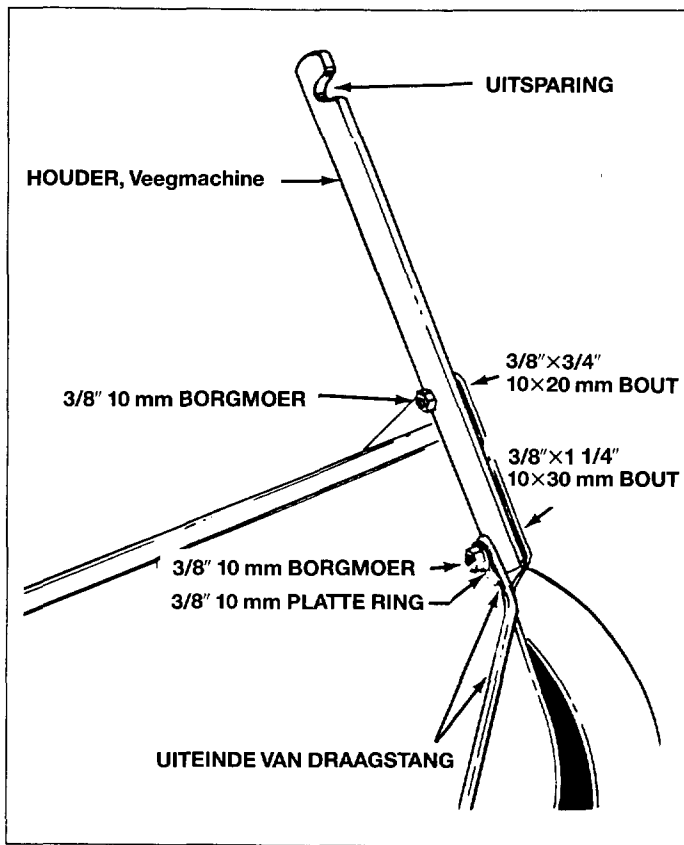 UITSPARING
HOUDER, Veegmachine
3/8" 10 mm BORGMOER
3/8"×3/4"
10×20 mm BOUT
3/8"×1 1/4"
10×30 mm BOUT
3/8" 10 mm BORGMOER
3/8" 10 mm PLATTE RING
UITEINDE VAN DRAAGSTANG